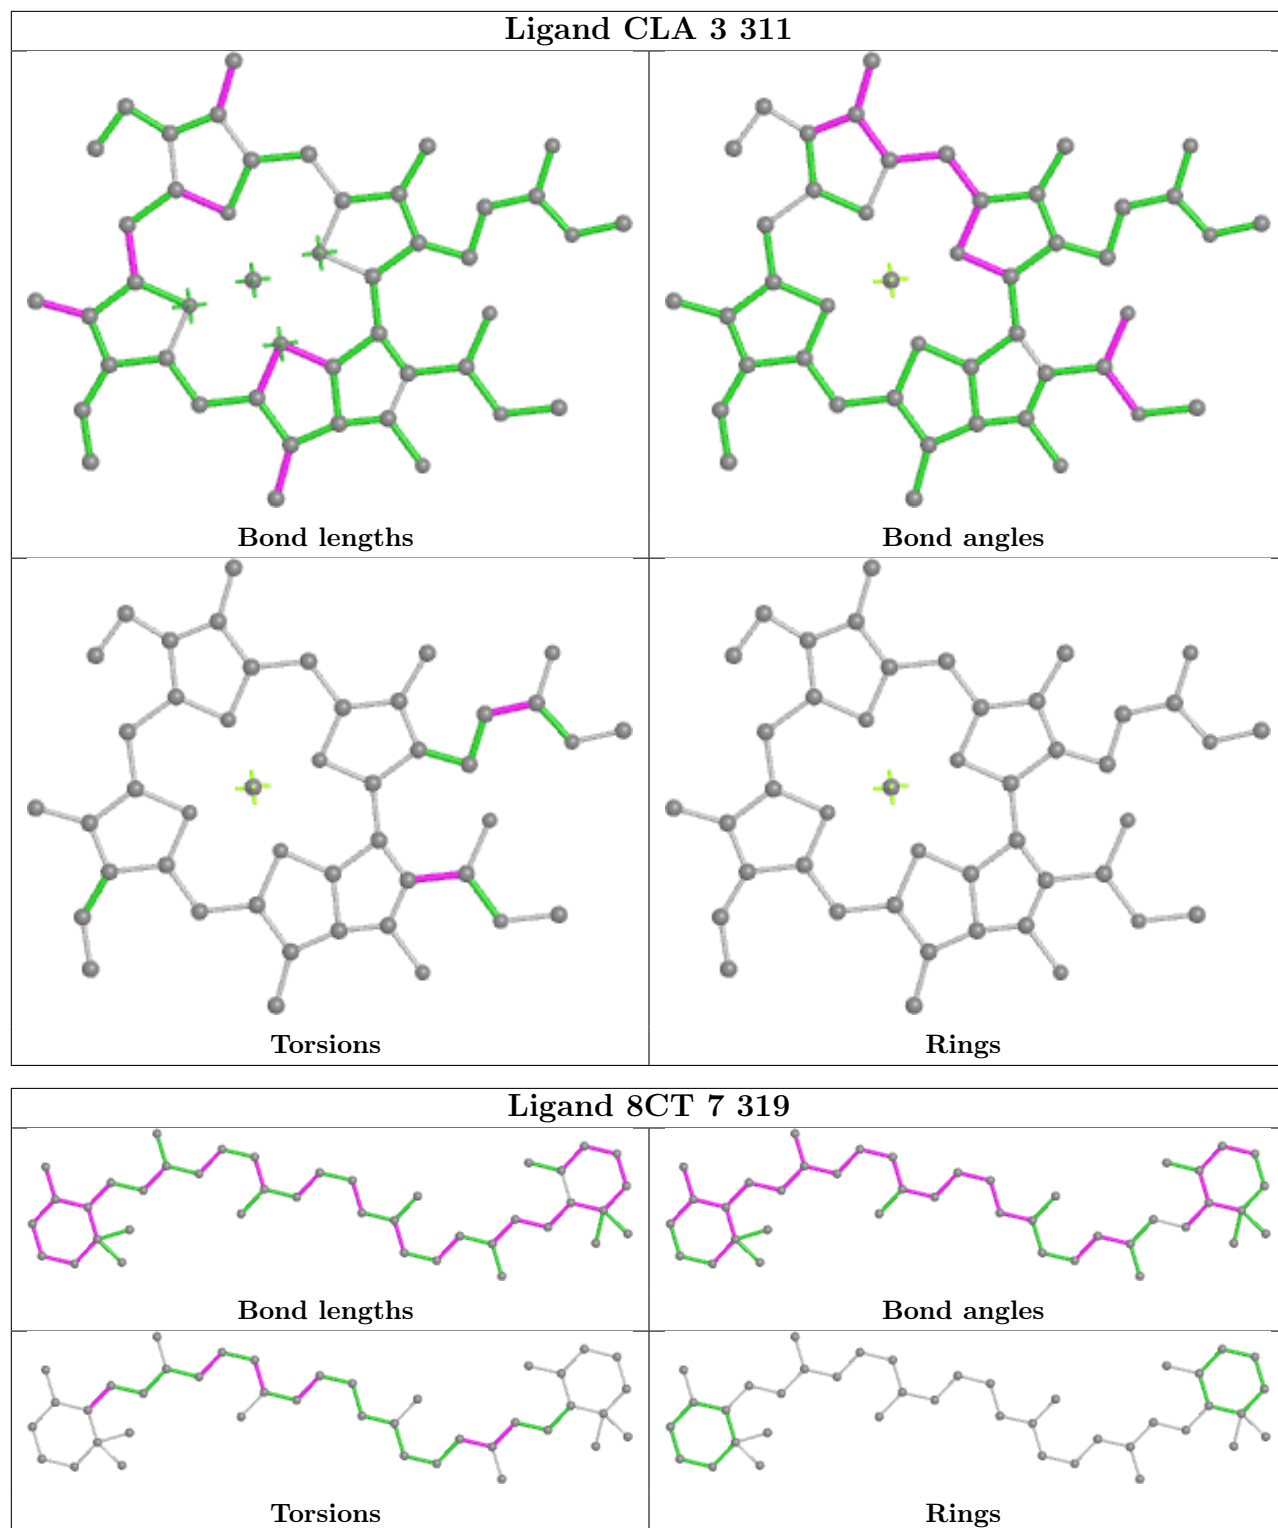 Ligand CLA 3 311
Bond lengths
Bond angles
Torsions
Rings
Ligand 8CT 7 319
Bond lengths
Bond angles
Torsions
Rings